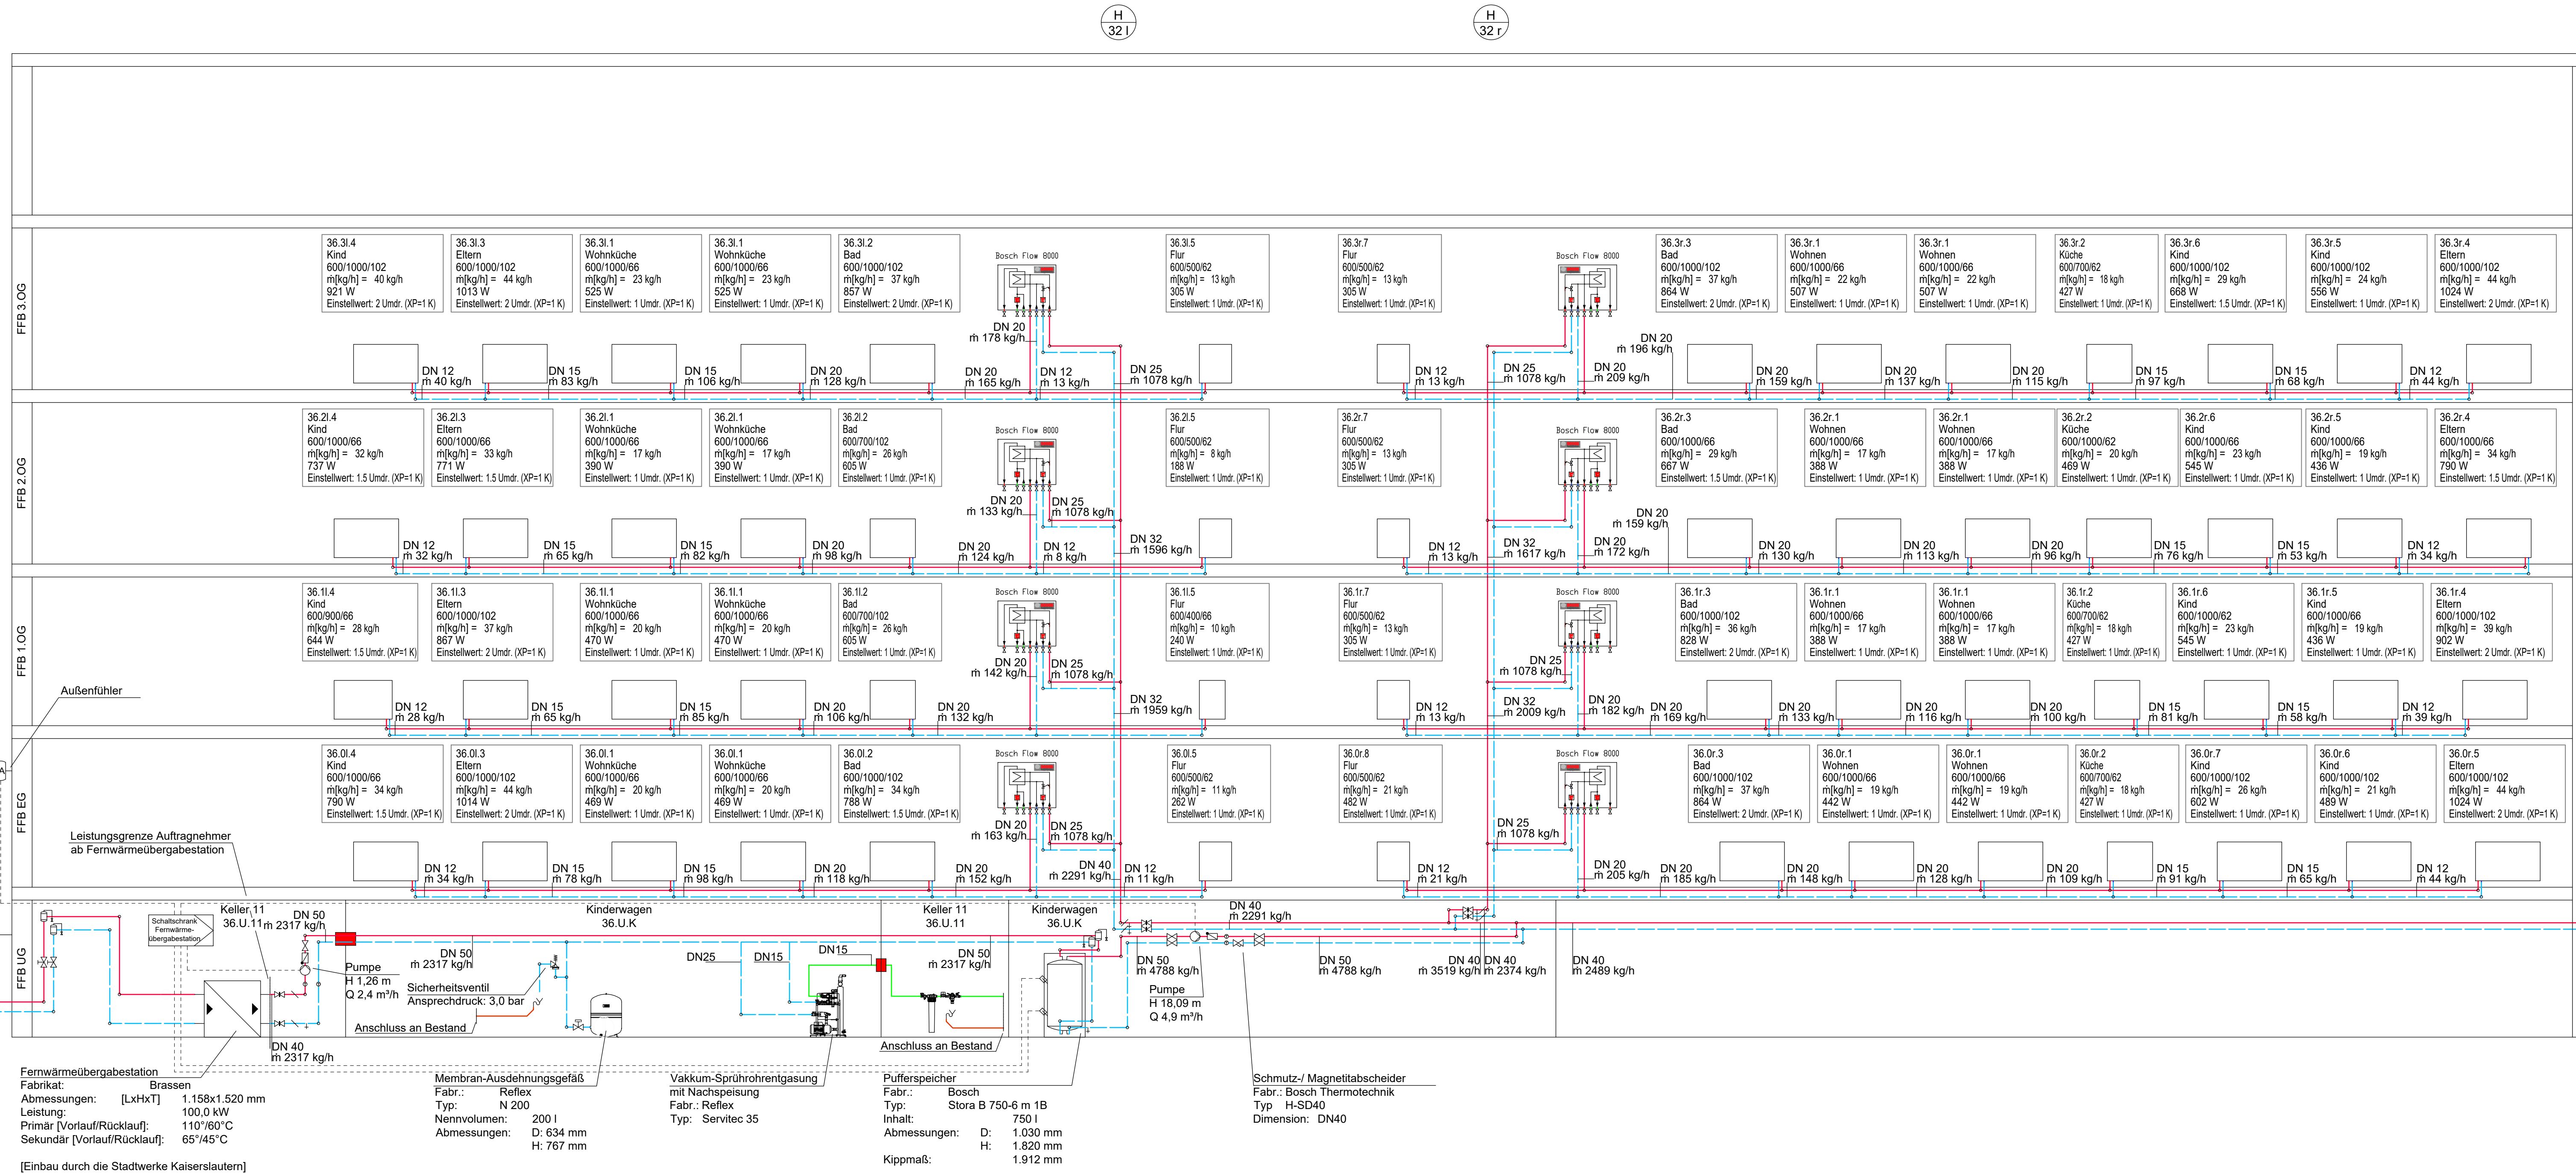 H
32 l
H
32 r
FFB 3.OG
36.3l.4
Kind
600/1000/102
ṁ[kg/h] = 40 kg/h
921 W
Einstellwert: 2 Umdr. (XP=1 K)
36.3l.3
Eltern
600/1000/102
ṁ[kg/h] = 44 kg/h
1013 W
Einstellwert: 2 Umdr. (XP=1 K)
36.3l.1
Wohnküche
600/1000/66
ṁ[kg/h] = 23 kg/h
525 W
Einstellwert: 1 Umdr. (XP=1 K)
36.3l.1
Wohnküche
600/1000/66
ṁ[kg/h] = 23 kg/h
525 W
Einstellwert: 1 Umdr. (XP=1 K)
36.3l.2
Bad
600/1000/102
ṁ[kg/h] = 37 kg/h
857 W
Einstellwert: 2 Umdr. (XP=1 K)
Bosch Flow 8000
36.3l.5
Flur
600/500/62
ṁ[kg/h] = 13 kg/h
305 W
Einstellwert: 1 Umdr. (XP=1 K)
36.3r.7
Flur
600/500/62
ṁ[kg/h] = 13 kg/h
305 W
Einstellwert: 1 Umdr. (XP=1 K)
Bosch Flow 8000
36.3r.3
Bad
600/1000/102
ṁ[kg/h] = 37 kg/h
864 W
Einstellwert: 2 Umdr. (XP=1 K)
36.3r.1
Wohnen
600/1000/66
ṁ[kg/h] = 22 kg/h
507 W
Einstellwert: 1 Umdr. (XP=1 K)
36.3r.1
Wohnen
600/1000/66
ṁ[kg/h] = 22 kg/h
507 W
Einstellwert: 1 Umdr. (XP=1 K)
36.3r.2
Küche
600/700/62
ṁ[kg/h] = 18 kg/h
427 W
Einstellwert: 1 Umdr. (XP=1 K)
36.3r.6
Kind
600/1000/102
ṁ[kg/h] = 29 kg/h
668 W
Einstellwert: 1.5 Umdr. (XP=1 K)
36.3r.5
Kind
600/1000/102
ṁ[kg/h] = 24 kg/h
556 W
Einstellwert: 1 Umdr. (XP=1 K)
36.3r.4
Eltern
600/1000/102
ṁ[kg/h] = 44 kg/h
1024 W
Einstellwert: 2 Umdr. (XP=1 K)
DN 20
ṁ 178 kg/h
DN 20
ṁ 196 kg/h
DN 12
ṁ 40 kg/h
DN 15
ṁ 83 kg/h
DN 15
ṁ 106 kg/h
DN 20
ṁ 128 kg/h
DN 20
ṁ 165 kg/h
DN 12
ṁ 13 kg/h
DN 25
ṁ 1078 kg/h
DN 12
ṁ 13 kg/h
DN 25
ṁ 1078 kg/h
DN 20
ṁ 209 kg/h
DN 20
ṁ 159 kg/h
DN 20
ṁ 137 kg/h
DN 20
ṁ 115 kg/h
DN 15
ṁ 97 kg/h
DN 15
ṁ 68 kg/h
DN 12
ṁ 44 kg/h
FFB 2.OG
36.2l.4
Kind
600/1000/66
ṁ[kg/h] = 32 kg/h
737 W
Einstellwert: 1.5 Umdr. (XP=1 K)
36.2l.3
Eltern
600/1000/66
ṁ[kg/h] = 33 kg/h
771 W
Einstellwert: 1.5 Umdr. (XP=1 K)
36.2l.1
Wohnküche
600/1000/66
ṁ[kg/h] = 17 kg/h
390 W
Einstellwert: 1 Umdr. (XP=1 K)
36.2l.1
Wohnküche
600/1000/66
ṁ[kg/h] = 17 kg/h
390 W
Einstellwert: 1 Umdr. (XP=1 K)
36.2l.2
Bad
600/700/102
ṁ[kg/h] = 26 kg/h
605 W
Einstellwert: 1 Umdr. (XP=1 K)
Bosch Flow 8000
36.2l.5
Flur
600/500/62
ṁ[kg/h] = 8 kg/h
188 W
Einstellwert: 1 Umdr. (XP=1 K)
36.2r.7
Flur
600/500/62
ṁ[kg/h] = 13 kg/h
305 W
Einstellwert: 1 Umdr. (XP=1 K)
Bosch Flow 8000
36.2r.3
Bad
600/1000/66
ṁ[kg/h] = 29 kg/h
667 W
Einstellwert: 1.5 Umdr. (XP=1 K)
36.2r.1
Wohnen
600/1000/66
ṁ[kg/h] = 17 kg/h
388 W
Einstellwert: 1 Umdr. (XP=1 K)
36.2r.1
Wohnen
600/1000/66
ṁ[kg/h] = 17 kg/h
388 W
Einstellwert: 1 Umdr. (XP=1 K)
36.2r.2
Küche
600/1000/62
ṁ[kg/h] = 20 kg/h
469 W
Einstellwert: 1 Umdr. (XP=1 K)
36.2r.6
Kind
600/1000/66
ṁ[kg/h] = 23 kg/h
545 W
Einstellwert: 1 Umdr. (XP=1 K)
36.2r.5
Kind
600/1000/66
ṁ[kg/h] = 19 kg/h
436 W
Einstellwert: 1 Umdr. (XP=1 K)
36.2r.4
Eltern
600/1000/66
ṁ[kg/h] = 34 kg/h
790 W
Einstellwert: 1.5 Umdr. (XP=1 K)
DN 20
ṁ 133 kg/h
DN 25
ṁ 1078 kg/h
DN 20
ṁ 159 kg/h
DN 12
ṁ 32 kg/h
DN 15
ṁ 65 kg/h
DN 15
ṁ 82 kg/h
DN 20
ṁ 98 kg/h
DN 20
ṁ 124 kg/h
DN 12
ṁ 8 kg/h
DN 32
ṁ 1596 kg/h
DN 12
ṁ 13 kg/h
DN 32
ṁ 1617 kg/h
DN 20
ṁ 172 kg/h
DN 20
ṁ 130 kg/h
DN 20
ṁ 113 kg/h
DN 20
ṁ 96 kg/h
DN 15
ṁ 76 kg/h
DN 15
ṁ 53 kg/h
DN 12
ṁ 34 kg/h
FFB 1.OG
36.1l.4
Kind
600/900/66
ṁ[kg/h] = 28 kg/h
644 W
Einstellwert: 1.5 Umdr. (XP=1 K)
36.1l.3
Eltern
600/1000/102
ṁ[kg/h] = 37 kg/h
867 W
Einstellwert: 2 Umdr. (XP=1 K)
36.1l.1
Wohnküche
600/1000/66
ṁ[kg/h] = 20 kg/h
470 W
Einstellwert: 1 Umdr. (XP=1 K)
36.1l.1
Wohnküche
600/1000/66
ṁ[kg/h] = 20 kg/h
470 W
Einstellwert: 1 Umdr. (XP=1 K)
36.1l.2
Bad
600/700/102
ṁ[kg/h] = 26 kg/h
605 W
Einstellwert: 1 Umdr. (XP=1 K)
Bosch Flow 8000
36.1l.5
Flur
600/400/66
ṁ[kg/h] = 10 kg/h
240 W
Einstellwert: 1 Umdr. (XP=1 K)
36.1r.7
Flur
600/500/62
ṁ[kg/h] = 13 kg/h
305 W
Einstellwert: 1 Umdr. (XP=1 K)
Bosch Flow 8000
36.1r.3
Bad
600/1000/102
ṁ[kg/h] = 36 kg/h
828 W
Einstellwert: 2 Umdr. (XP=1 K)
36.1r.1
Wohnen
600/1000/66
ṁ[kg/h] = 17 kg/h
388 W
Einstellwert: 1 Umdr. (XP=1 K)
36.1r.1
Wohnen
600/1000/66
ṁ[kg/h] = 17 kg/h
388 W
Einstellwert: 1 Umdr. (XP=1 K)
36.1r.2
Küche
600/700/62
ṁ[kg/h] = 18 kg/h
427 W
Einstellwert: 1 Umdr. (XP=1 K)
36.1r.6
Kind
600/1000/62
ṁ[kg/h] = 23 kg/h
545 W
Einstellwert: 1 Umdr. (XP=1 K)
36.1r.5
Kind
600/1000/66
ṁ[kg/h] = 19 kg/h
436 W
Einstellwert: 1 Umdr. (XP=1 K)
36.1r.4
Eltern
600/1000/102
ṁ[kg/h] = 39 kg/h
902 W
Einstellwert: 2 Umdr. (XP=1 K)
Außenfühler
DN 20
ṁ 142 kg/h
DN 25
ṁ 1078 kg/h
DN 25
ṁ 1078 kg/h
DN 12
ṁ 28 kg/h
DN 15
ṁ 65 kg/h
DN 15
ṁ 85 kg/h
DN 20
ṁ 106 kg/h
DN 20
ṁ 132 kg/h
DN 32
ṁ 1959 kg/h
DN 12
ṁ 13 kg/h
DN 32
ṁ 2009 kg/h
DN 20
ṁ 182 kg/h
DN 20
ṁ 169 kg/h
DN 20
ṁ 133 kg/h
DN 20
ṁ 116 kg/h
DN 20
ṁ 100 kg/h
DN 15
ṁ 81 kg/h
DN 15
ṁ 58 kg/h
DN 12
ṁ 39 kg/h
FFB EG
A
36.0l.4
Kind
600/1000/66
ṁ[kg/h] = 34 kg/h
790 W
Einstellwert: 1.5 Umdr. (XP=1 K)
36.0l.3
Eltern
600/1000/102
ṁ[kg/h] = 44 kg/h
1014 W
Einstellwert: 2 Umdr. (XP=1 K)
36.0l.1
Wohnküche
600/1000/66
ṁ[kg/h] = 20 kg/h
469 W
Einstellwert: 1 Umdr. (XP=1 K)
36.0l.1
Wohnküche
600/1000/66
ṁ[kg/h] = 20 kg/h
469 W
Einstellwert: 1 Umdr. (XP=1 K)
36.0l.2
Bad
600/1000/102
ṁ[kg/h] = 34 kg/h
788 W
Einstellwert: 1.5 Umdr. (XP=1 K)
Bosch Flow 8000
36.0l.5
Flur
600/500/62
ṁ[kg/h] = 11 kg/h
262 W
Einstellwert: 1 Umdr. (XP=1 K)
36.0r.8
Flur
600/500/62
ṁ[kg/h] = 21 kg/h
482 W
Einstellwert: 1 Umdr. (XP=1 K)
Bosch Flow 8000
36.0r.3
Bad
600/1000/102
ṁ[kg/h] = 37 kg/h
864 W
Einstellwert: 2 Umdr. (XP=1 K)
36.0r.1
Wohnen
600/1000/66
ṁ[kg/h] = 19 kg/h
442 W
Einstellwert: 1 Umdr. (XP=1 K)
36.0r.1
Wohnen
600/1000/66
ṁ[kg/h] = 19 kg/h
442 W
Einstellwert: 1 Umdr. (XP=1 K)
36.0r.2
Küche
600/700/62
ṁ[kg/h] = 18 kg/h
427 W
Einstellwert: 1 Umdr. (XP=1 K)
36.0r.7
Kind
600/1000/102
ṁ[kg/h] = 26 kg/h
602 W
Einstellwert: 1 Umdr. (XP=1 K)
36.0r.6
Kind
600/1000/102
ṁ[kg/h] = 21 kg/h
489 W
Einstellwert: 1 Umdr. (XP=1 K)
36.0r.5
Eltern
600/1000/102
ṁ[kg/h] = 44 kg/h
1024 W
Einstellwert: 2 Umdr. (XP=1 K)
Leistungsgrenze Auftragnehmer
ab Fernwärmeübergabestation
DN 20
ṁ 163 kg/h
DN 25
ṁ 1078 kg/h
DN 25
ṁ 1078 kg/h
DN 12
ṁ 34 kg/h
DN 15
ṁ 78 kg/h
DN 15
ṁ 98 kg/h
DN 20
ṁ 118 kg/h
DN 20
ṁ 152 kg/h
DN 40
ṁ 2291 kg/h
DN 12
ṁ 11 kg/h
DN 12
ṁ 21 kg/h
DN 20
ṁ 205 kg/h
DN 20
ṁ 185 kg/h
DN 20
ṁ 148 kg/h
DN 20
ṁ 128 kg/h
DN 20
ṁ 109 kg/h
DN 15
ṁ 91 kg/h
DN 15
ṁ 65 kg/h
DN 12
ṁ 44 kg/h
FFB UG
Schaltschrank
Fernwärme-
übergabestation
Keller 11
36.U.11
DN 50
ṁ 2317 kg/h
Kinderwagen
36.U.K
Keller 11
36.U.11
Kinderwagen
36.U.K
DN 40
ṁ 2291 kg/h
Pumpe
H 1,26 m
Q 2,4 m³/h
DN 50
ṁ 2317 kg/h
Sicherheitsventil
Ansprechdruck: 3,0 bar
Anschluss an Bestand
DN25
DN15
DN15
DN 50
ṁ 2317 kg/h
Anschluss an Bestand
DN 50
ṁ 4788 kg/h
Pumpe
H 18,09 m
Q 4,9 m³/h
DN 50
ṁ 4788 kg/h
DN 40
ṁ 3519 kg/h
DN 40
ṁ 2374 kg/h
DN 40
ṁ 2489 kg/h
DN 40
ṁ 2317 kg/h
Fernwärmeübergabestation
Fabrikat: Brassen
Abmessungen: [LxHxT] 1.158x1.520 mm
Leistung: 100,0 kW
Primär [Vorlauf/Rücklauf]: 110°/60°C
Sekundär [Vorlauf/Rücklauf]: 65°/45°C
[Einbau durch die Stadtwerke Kaiserslautern]
Membran-Ausdehnungsgefäß
Fabr.: Reflex
Typ: N 200
Nennvolumen: 200 l
Abmessungen: D: 634 mm
H: 767 mm
Vakkum-Sprührohrentgasung
mit Nachspeisung
Fabr.: Reflex
Typ: Servitec 35
Pufferspeicher
Fabr.: Bosch
Typ: Stora B 750-6 m 1B
Inhalt: 750 l
Abmessungen: D: 1.030 mm
H: 1.820 mm
Kippmaß: 1.912 mm
Schmutz-/ Magnetitabscheider
Fabr.: Bosch Thermotechnik
Typ H-SD40
Dimension: DN40